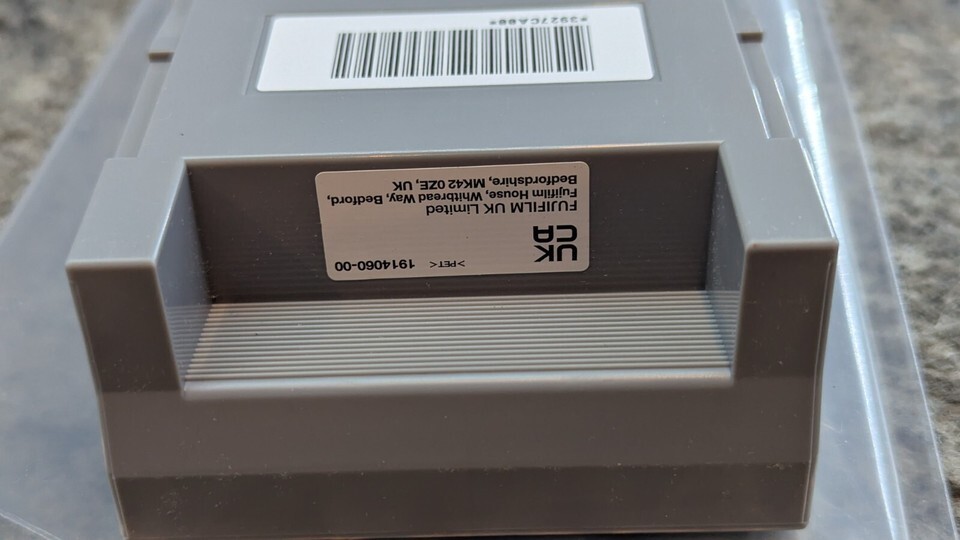 UK
CA
>PET< 1914060-00
FUJIFILM UK Limited
Fujifilm House, Whitbread Way, Bedford,
Bedfordshire, MK42 0ZE, UK